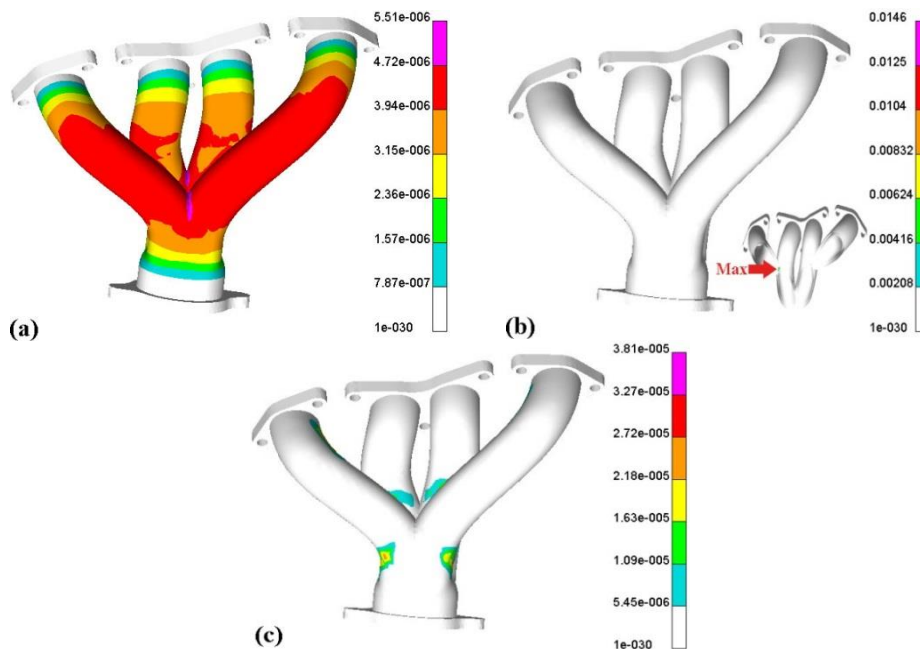 5.51e-006
4.72e-006
3.94e-006
3.15e-006
2.36e-006
1.57e-006
7.87e-007
1e-030
(a)
0.0146
0.0125
0.0104
0.00832
0.00624
0.00416
0.00208
1e-030
Max
(b)
3.81e-005
3.27e-005
2.72e-005
2.18e-005
1.63e-005
1.09e-005
5.45e-006
1e-030
(c)